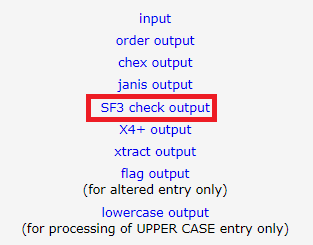 input
order output
chex output
janis output
SF3 check output
X4+ output
xtract output
flag output
(for altered entry only)
lowercase output
(for processing of UPPER CASE entry only)